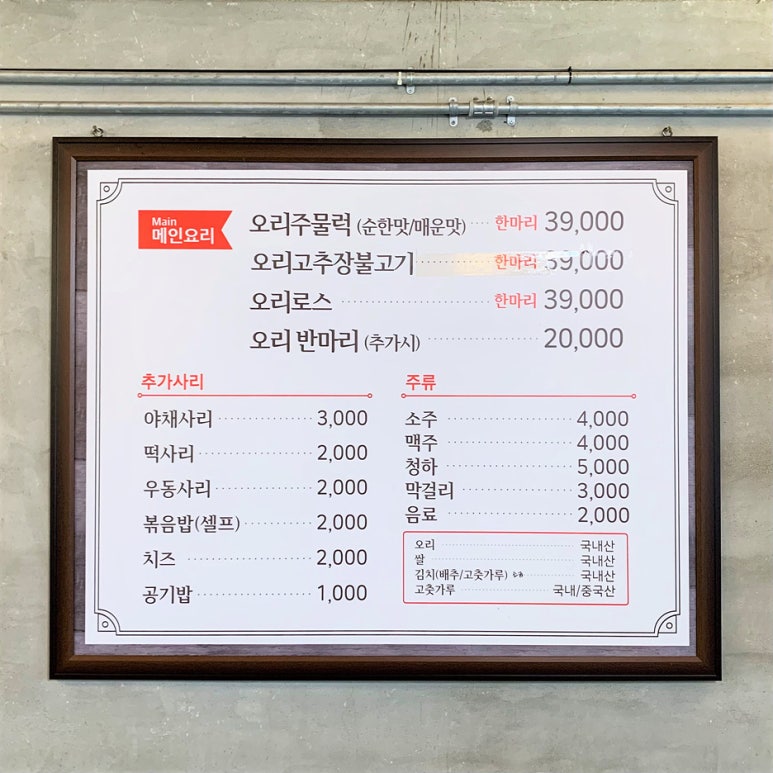 Main
메인요리
오리주물럭 (순한맛/매운맛) ···· 한마리 39,000
오리고추장불고기 ············ 한마리 39,000
오리로스 ···················· 한마리 39,000
오리 반마리 (추가시) ···················· 20,000
추가사리
야채사리 ················ 3,000
떡사리 ···················· 2,000
우동사리 ················ 2,000
볶음밥(셀프) ············ 2,000
치즈 ······················ 2,000
공기밥 ···················· 1,000
주류
소주 ······················ 4,000
맥주 ······················ 4,000
청하 ······················ 5,000
막걸리 ···················· 3,000
음료 ······················ 2,000
오리 ······················ 국내산
쌀 ························ 국내산
김치(배추/고춧가루) ········ 국내산
고춧가루 ·················· 국내/중국산